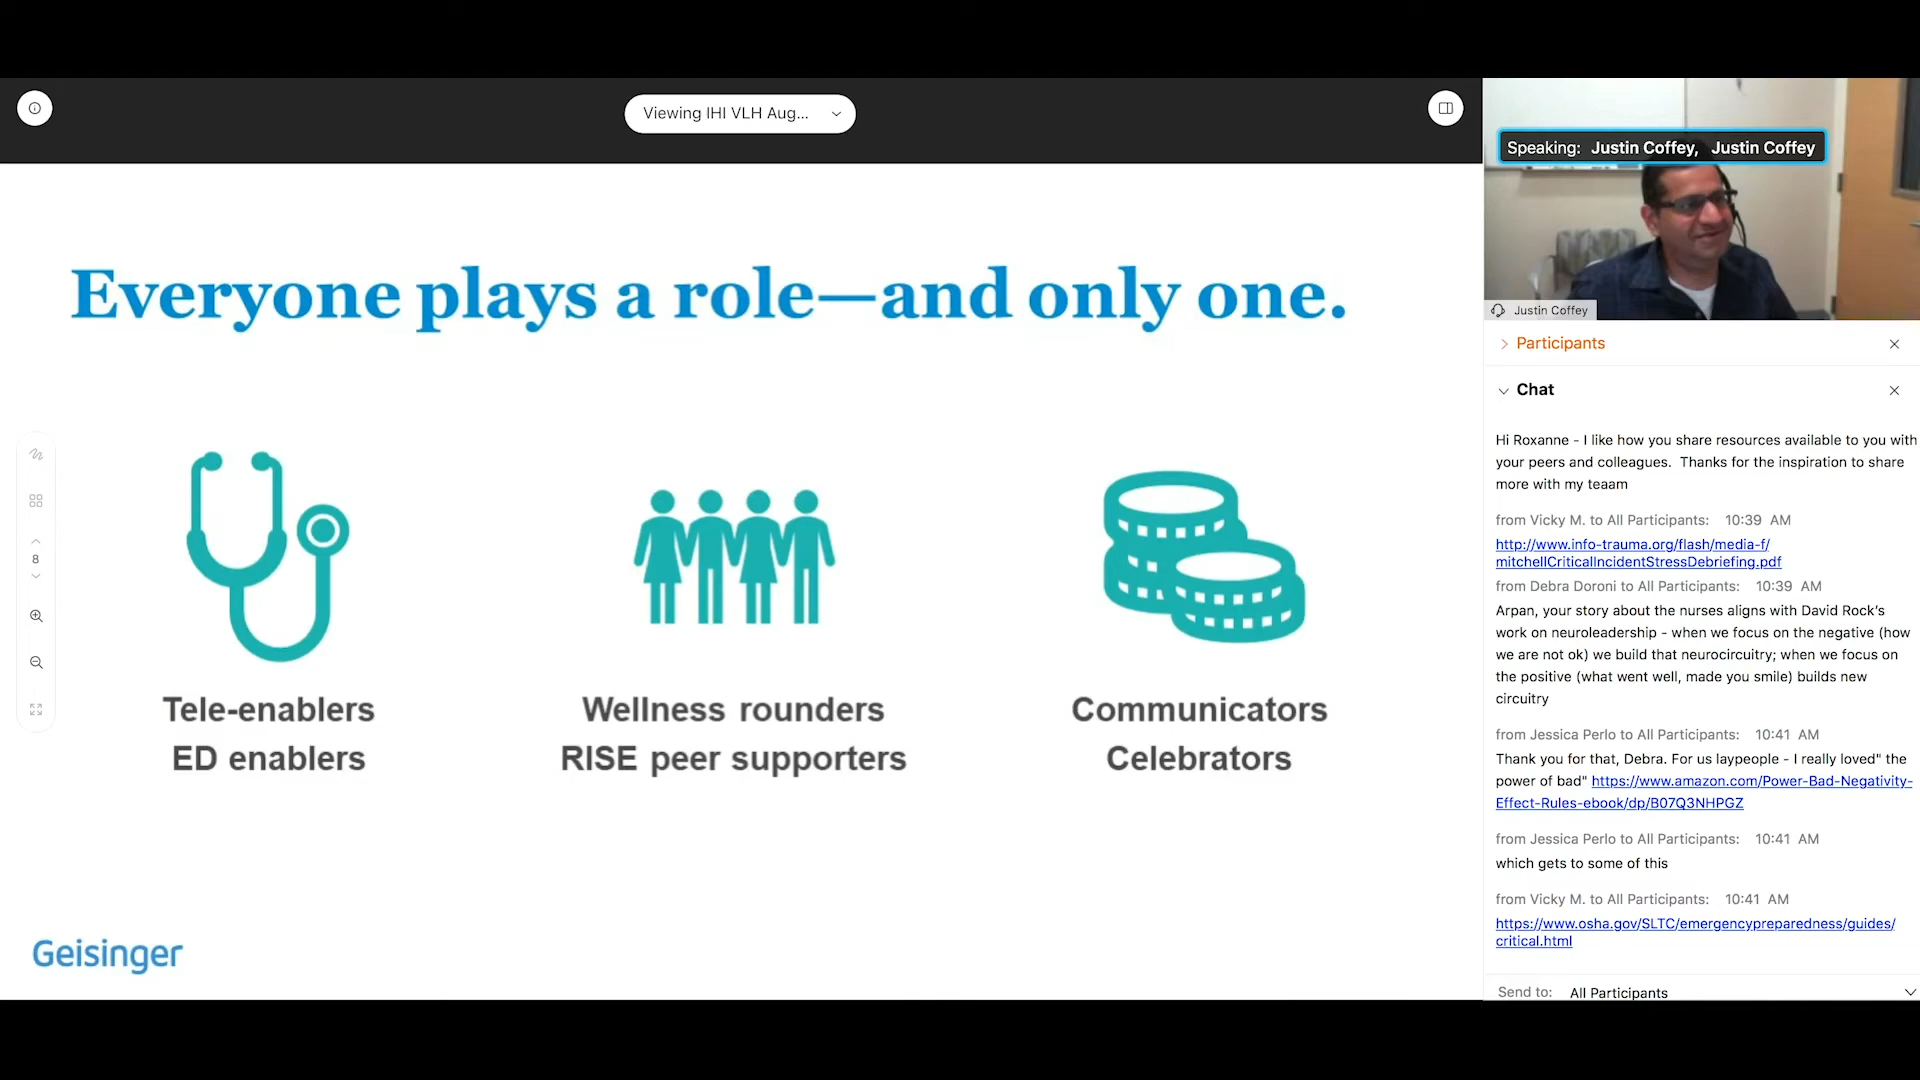 Viewing IHI VLH Aug...
Speaking: Justin Coffey, Justin Coffey
Justin Coffey
Everyone plays a role—and only one.
8
Tele-enablers
ED enablers
Wellness rounders
RISE peer supporters
Communicators
Celebrators
Geisinger
Participants
Chat
Hi Roxanne - I like how you share resources available to you with
your peers and colleagues.  Thanks for the inspiration to share
more with my teaam
from Vicky M. to All Participants: 10:39 AM
http://www.info-trauma.org/flash/media-f/
mitchellCriticalIncidentStressDebriefing.pdf
from Debra Doroni to All Participants: 10:39 AM
Arpan, your story about the nurses aligns with David Rock's
work on neuroleadership - when we focus on the negative (how
we are not ok) we build that neurocircuitry; when we focus on
the positive (what went well, made you smile) builds new
circuitry
from Jessica Perlo to All Participants: 10:41 AM
Thank you for that, Debra. For us laypeople - I really loved" the
power of bad" https://www.amazon.com/Power-Bad-Negativity-
Effect-Rules-ebook/dp/B07Q3NHPGZ
from Jessica Perlo to All Participants: 10:41 AM
which gets to some of this
from Vicky M. to All Participants: 10:41 AM
https://www.osha.gov/SLTC/emergencypreparedness/guides/
critical.html
Send to: All Participants